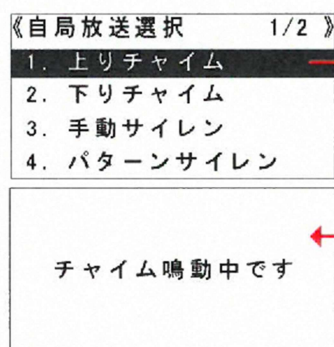 《自局放送選択 1/2 》
1. 上りチャイム
2. 下りチャイム
3. 手動サイレン
4. パターンサイレン
チャイム鳴動中です